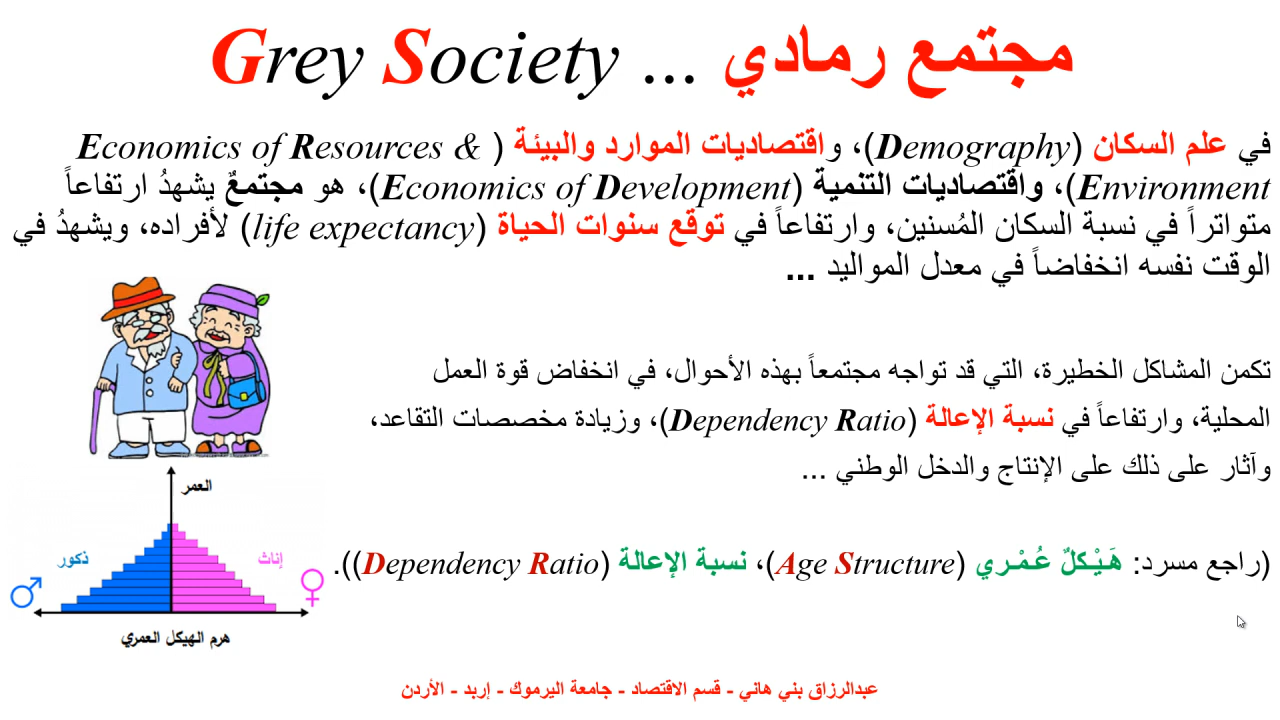 مجتمع رمادي ... Grey Society
في علم السكان (Demography)، واقتصاديات الموارد والبيئة (Economics of Resources &
Environment)، واقتصاديات التنمية (Economics of Development)، هو مجتمعٌ يشهدُ ارتفاعاً
متواتراً في نسبة السكان المُسنين، وارتفاعاً في توقع سنوات الحياة (life expectancy) لأفراده، ويشهدُ في
الوقت نفسه انخفاضاً في معدل المواليد ...
تكمن المشاكل الخطيرة، التي قد تواجه مجتمعاً بهذه الأحوال، في انخفاض قوة العمل
المحلية، وارتفاعاً في نسبة الإعالة (Dependency Ratio)، وزيادة مخصصات التقاعد،
وآثار على ذلك على الإنتاج والدخل الوطني ...
العمر
إناث
ذكور
هرم الهيكل العمري
(راجع مسرد: هَـيْـكلٌ عُـمْـري (Age Structure)، نسبة الإعالة (Dependency Ratio)).
عبدالرزاق بني هاني - قسم الاقتصاد - جامعة اليرموك - إربد - الأردن